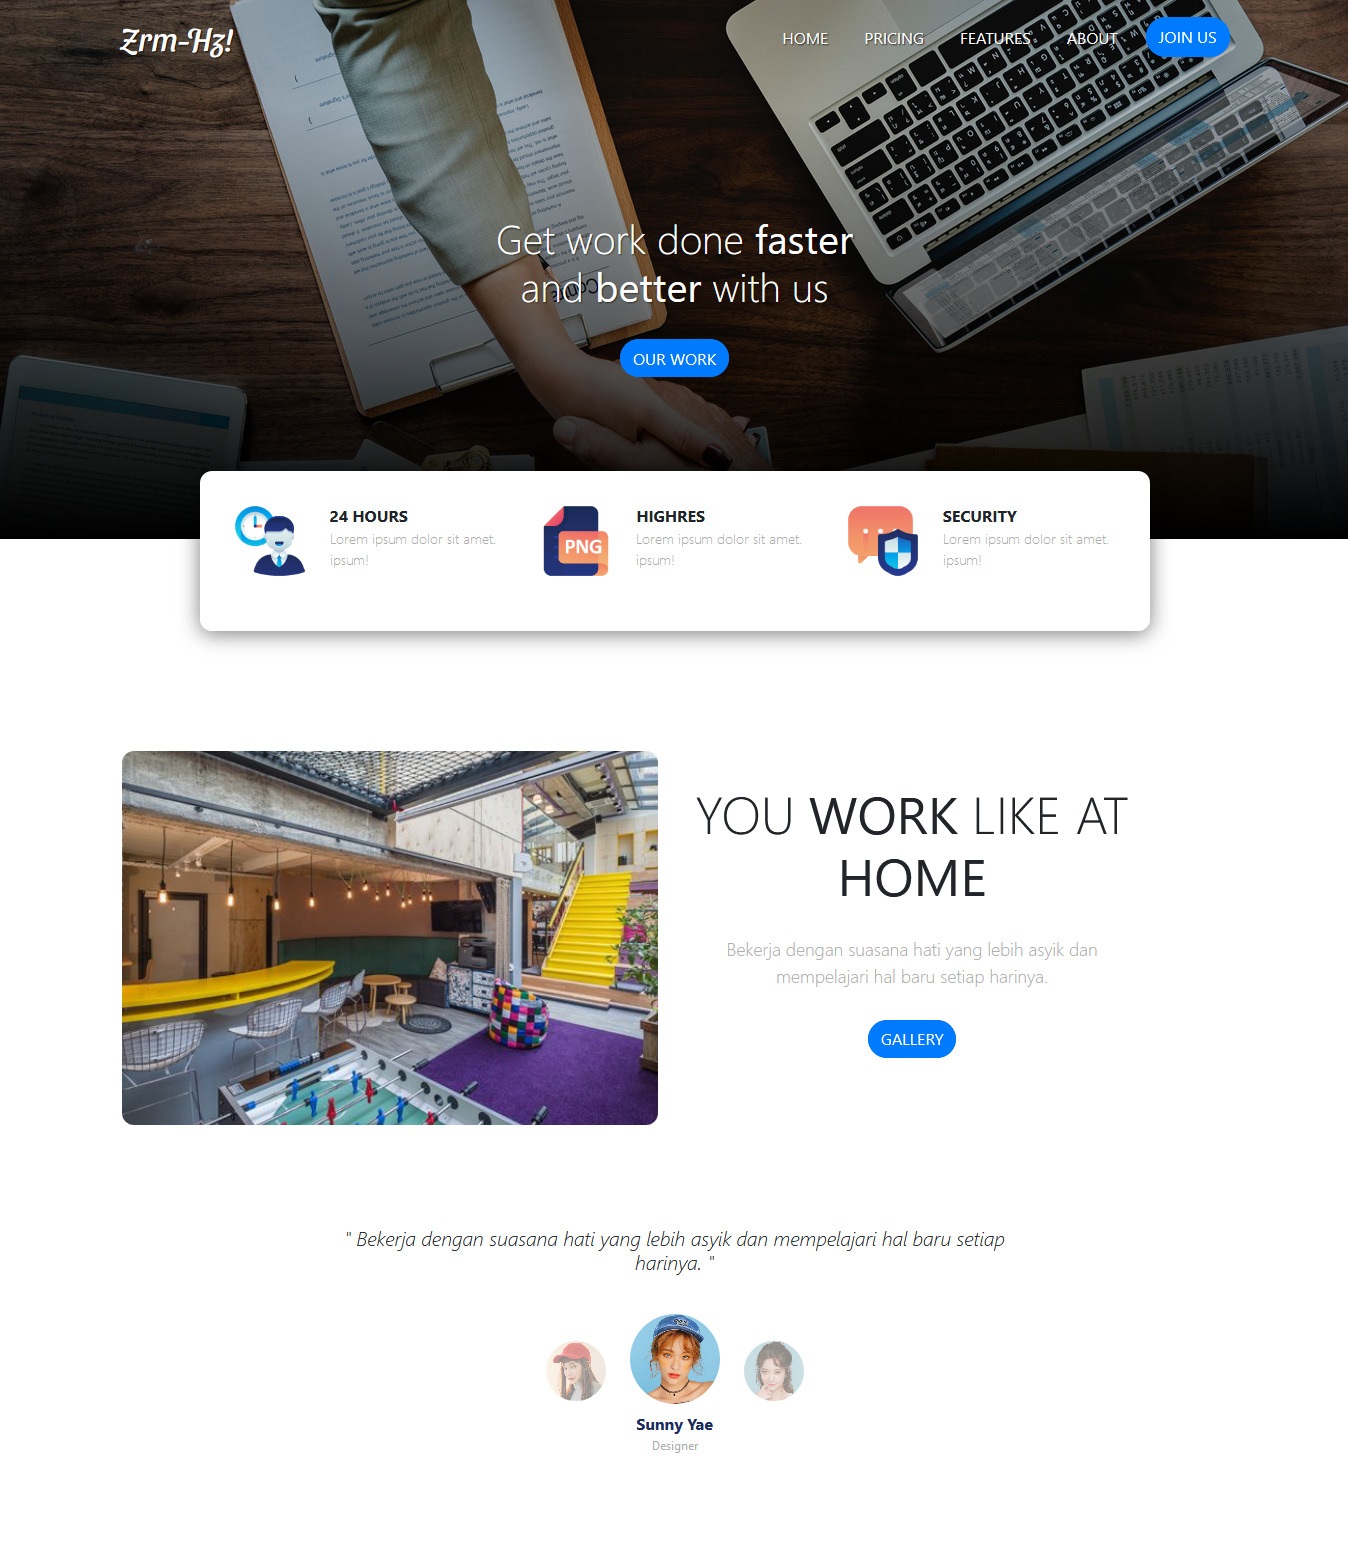 Zrm-Hz!
HOME PRICING FEATURES ABOUT JOIN US
Get work done faster
and better with us
OUR WORK
24 HOURS
Lorem ipsum dolor sit amet.
ipsum!
PNG
HIGHRES
Lorem ipsum dolor sit amet.
ipsum!
SECURITY
Lorem ipsum dolor sit amet.
ipsum!
YOU WORK LIKE AT
HOME
Bekerja dengan suasana hati yang lebih asyik dan
mempelajari hal baru setiap harinya.
GALLERY
" Bekerja dengan suasana hati yang lebih asyik dan mempelajari hal baru setiap
harinya. "
Sunny Yae
Designer